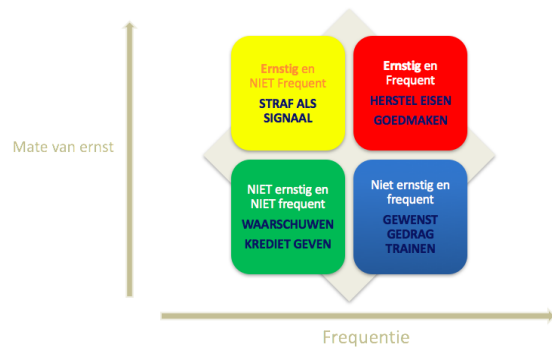 Mate van ernst
Ernstig en
NIET Frequent
STRAF ALS
SIGNAAL
Ernstig en
Frequent
HERSTEL EISEN
GOEDMAKEN
NIET ernstig en
NIET frequent
WAARSCHUWEN
KREDIET GEVEN
Niet ernstig en
frequent
GEWENST
GEDRAG
TRAINEN
Frequentie